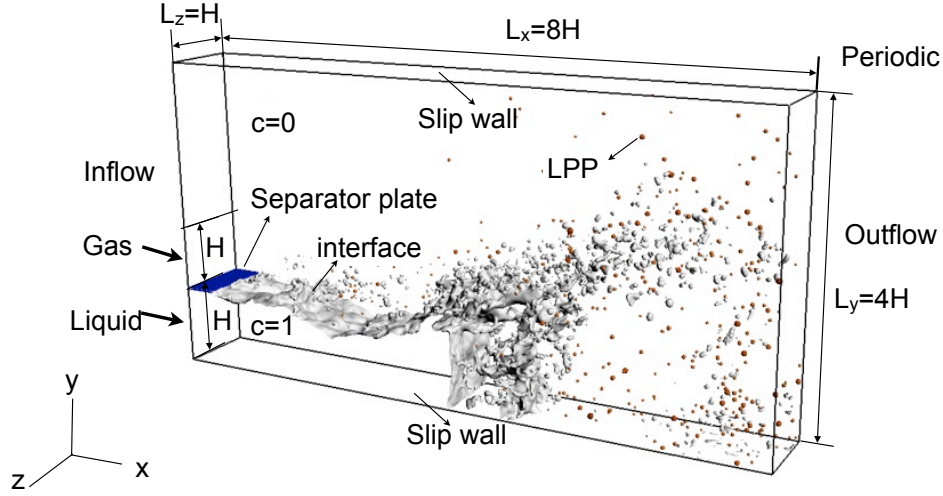 L_z=H
L_x=8H
Periodic
Slip wall
c=0
LPP
Inflow
Separator plate
Gas
H
interface
Outflow
L_y=4H
Liquid
H
c=1
Slip wall
y
x
z